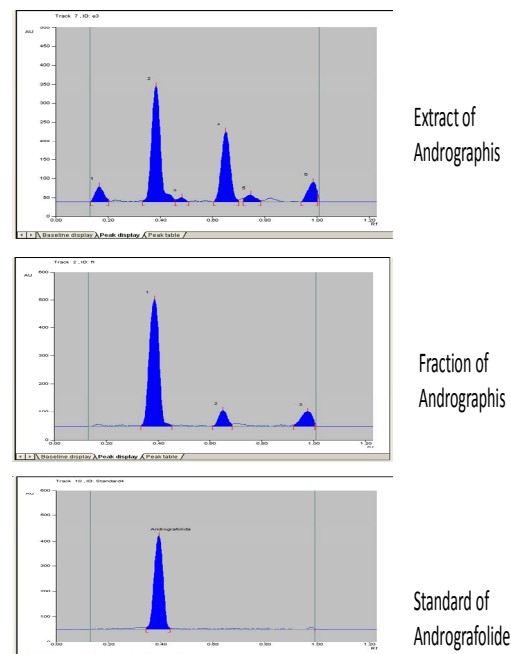 Track 7 , ID: e3
AU
500
450
400
350
300
250
200
150
100
50
0
1
2
3
4
5
6
0.00 0.20 0.40 0.60 0.80 1.00 1.20
Rf
Baseline display Peak display Peak table
Extract of
Andrographis
Track 2 , ID:
AU
600
500
400
300
200
100
0
1
2
3
0.00 0.20 0.40 0.60 0.80 1.00 1.20
Rf
Baseline display Peak display Peak table
Fraction of
Andrographis
Track 10 , ID: Standard4
AU
600
500
400
300
200
100
0
Andrografolida
0.00 0.20 0.40 0.60 0.80 1.00 1.20
Rf
Standard of
Andrografolide